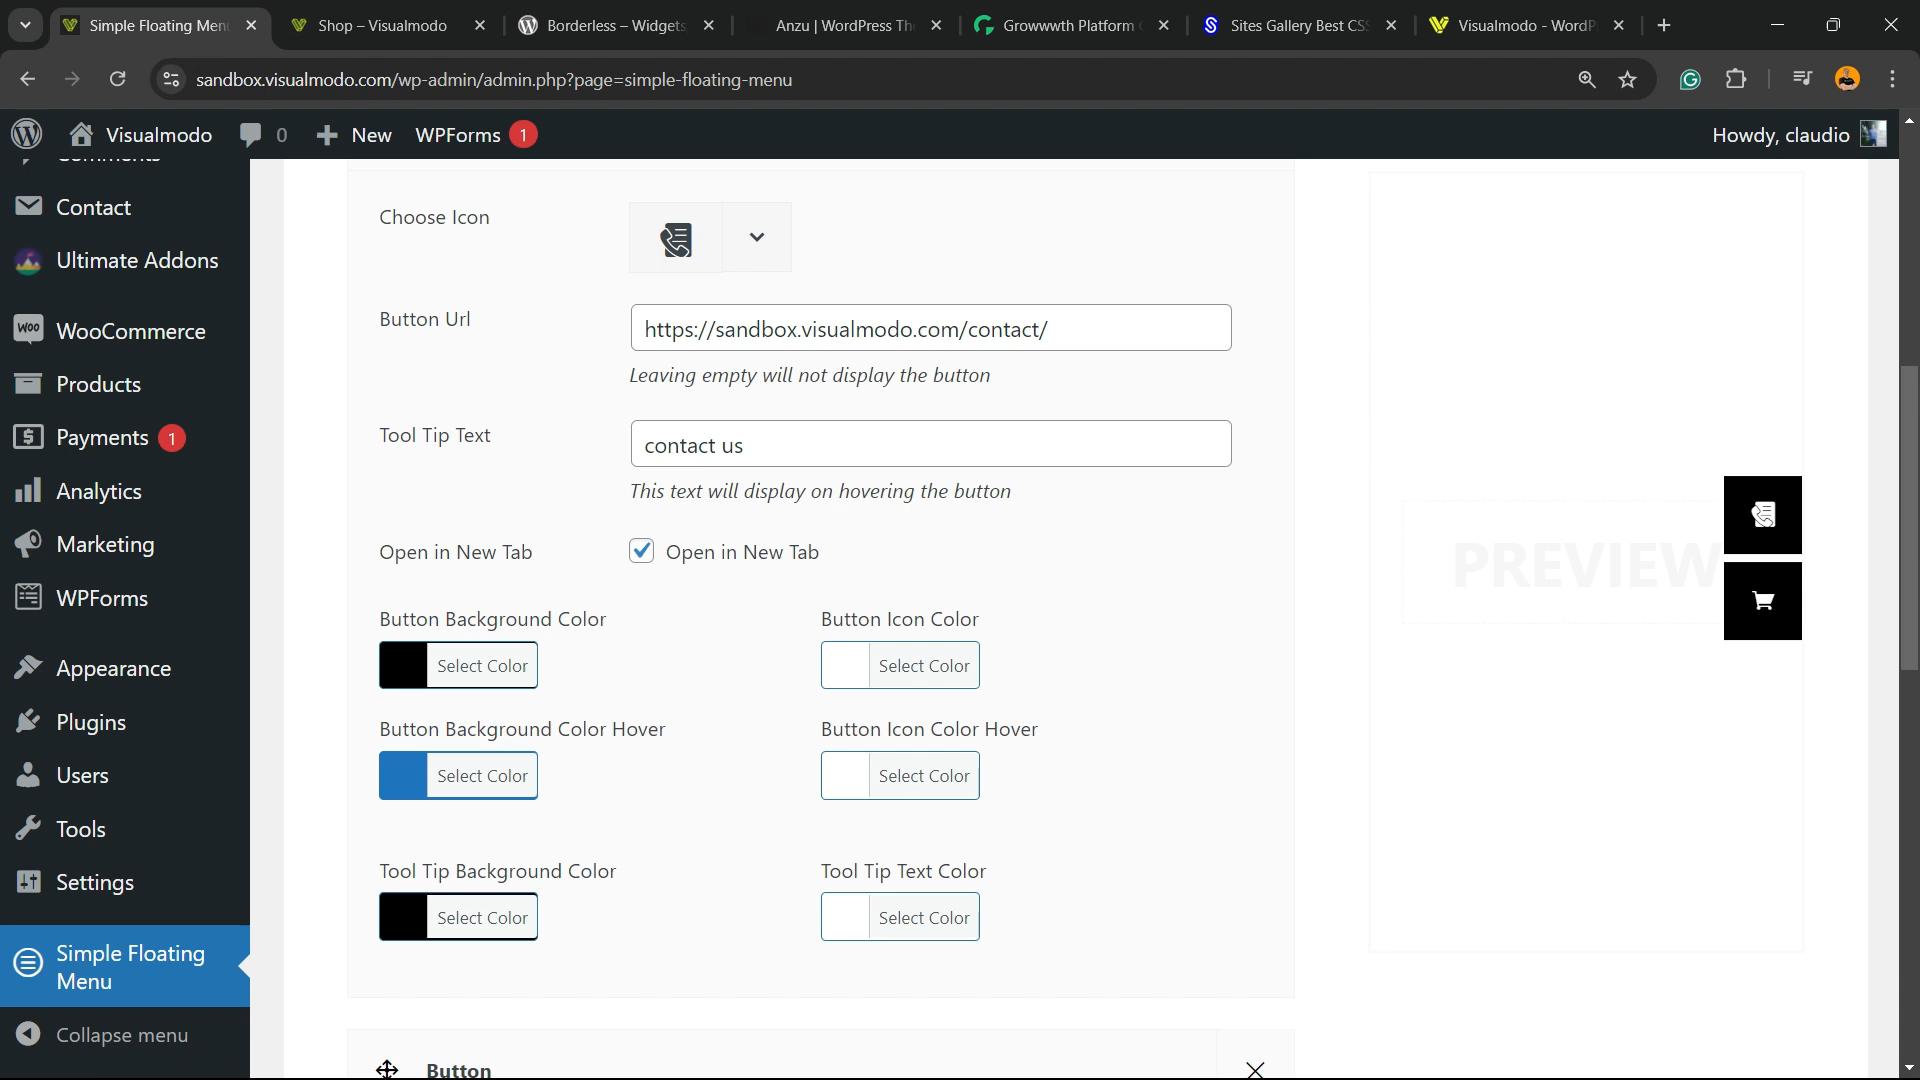 Simple Floating Men
Shop – Visualmodo
Borderless – Widgets
Anzu | WordPress Th
Growwwth Platform
Sites Gallery Best CSS
Visualmodo - WordP
sandbox.visualmodo.com/wp-admin/admin.php?page=simple-floating-menu
Visualmodo
0
New
WPForms
1
Howdy, claudio
Comments
Contact
Ultimate Addons
WooCommerce
Products
Payments
1
Analytics
Marketing
WPForms
Appearance
Plugins
Users
Tools
Settings
Simple Floating
Menu
Collapse menu
Choose Icon
Button Url
https://sandbox.visualmodo.com/contact/
Leaving empty will not display the button
Tool Tip Text
contact us
This text will display on hovering the button
Open in New Tab
Open in New Tab
Button Background Color
Select Color
Button Icon Color
Select Color
Button Background Color Hover
Select Color
Button Icon Color Hover
Select Color
Tool Tip Background Color
Select Color
Tool Tip Text Color
Select Color
Button
PREVIEW